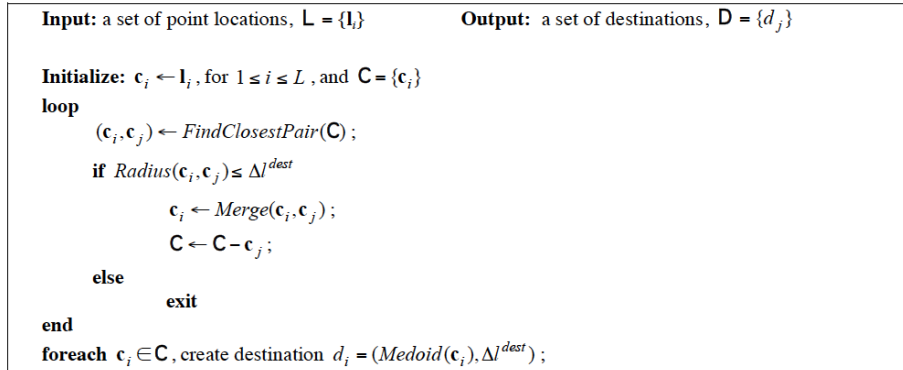 Input: a set of point locations, L = {l_i} Output: a set of destinations, D = {d_j}
Initialize: c_i ← l_i, for 1 ≤ i ≤ L, and C = {c_i}
loop
(c_i,c_j) ← FindClosestPair(C);
if Radius(c_i,c_j) ≤ Δl^dest
c_i ← Merge(c_i,c_j);
C ← C − c_j;
else
exit
end
foreach c_i ∈ C, create destination d_i = (Medoid(c_i),Δl^dest);